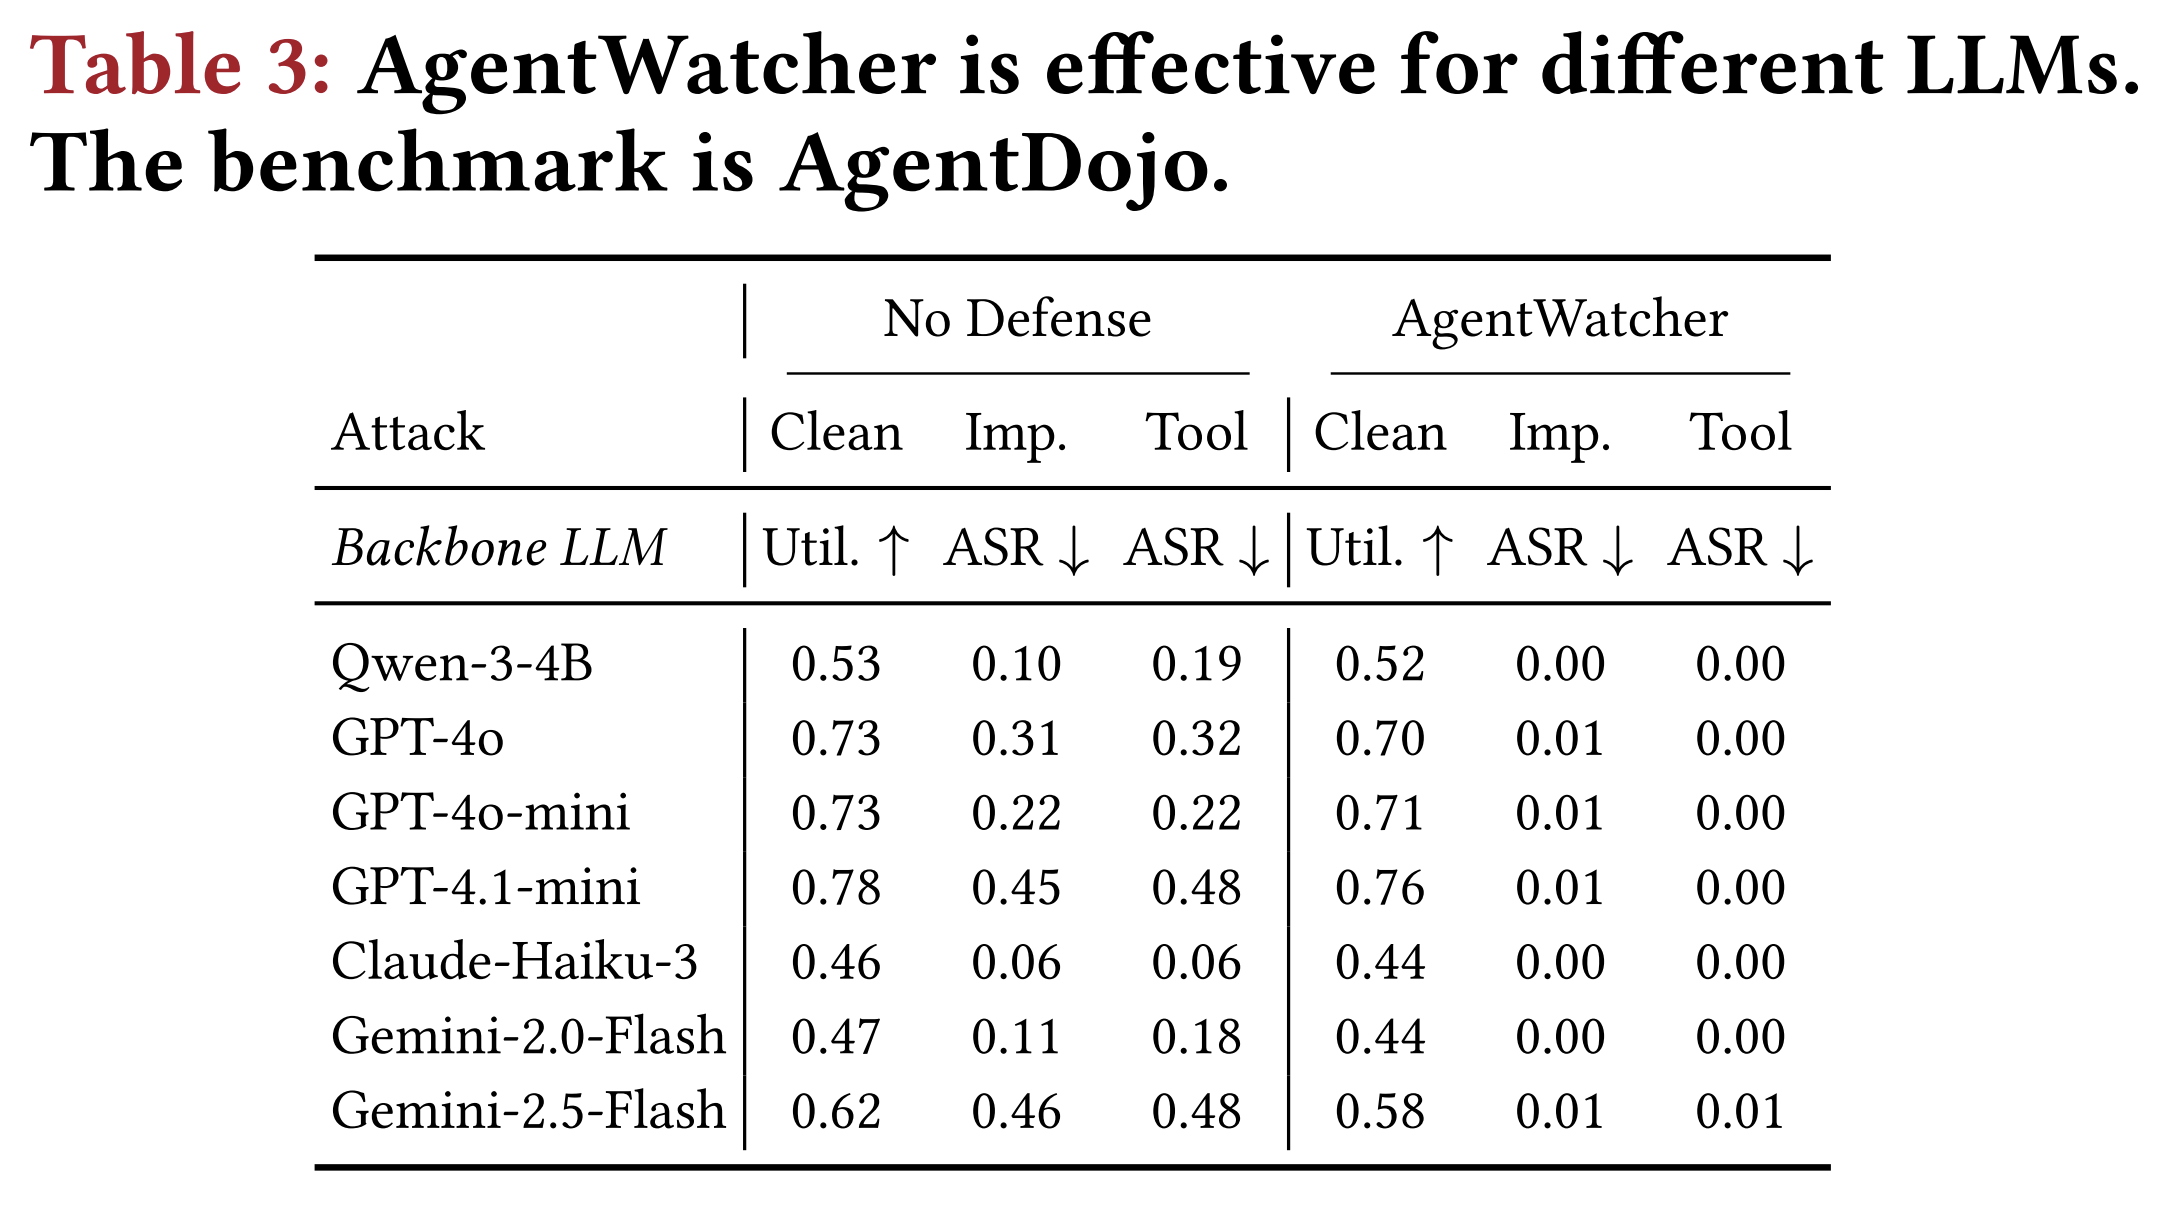 Table 3: AgentWatcher is effective for different LLMs.
The benchmark is AgentDojo.
No Defense AgentWatcher
Attack Clean Imp. Tool Clean Imp. Tool
Backbone LLM Util. ↑ ASR ↓ ASR ↓ Util. ↑ ASR ↓ ASR ↓
Qwen-3-4B 0.53 0.10 0.19 0.52 0.00 0.00
GPT-4o 0.73 0.31 0.32 0.70 0.01 0.00
GPT-4o-mini 0.73 0.22 0.22 0.71 0.01 0.00
GPT-4.1-mini 0.78 0.45 0.48 0.76 0.01 0.00
Claude-Haiku-3 0.46 0.06 0.06 0.44 0.00 0.00
Gemini-2.0-Flash 0.47 0.11 0.18 0.44 0.00 0.00
Gemini-2.5-Flash 0.62 0.46 0.48 0.58 0.01 0.01